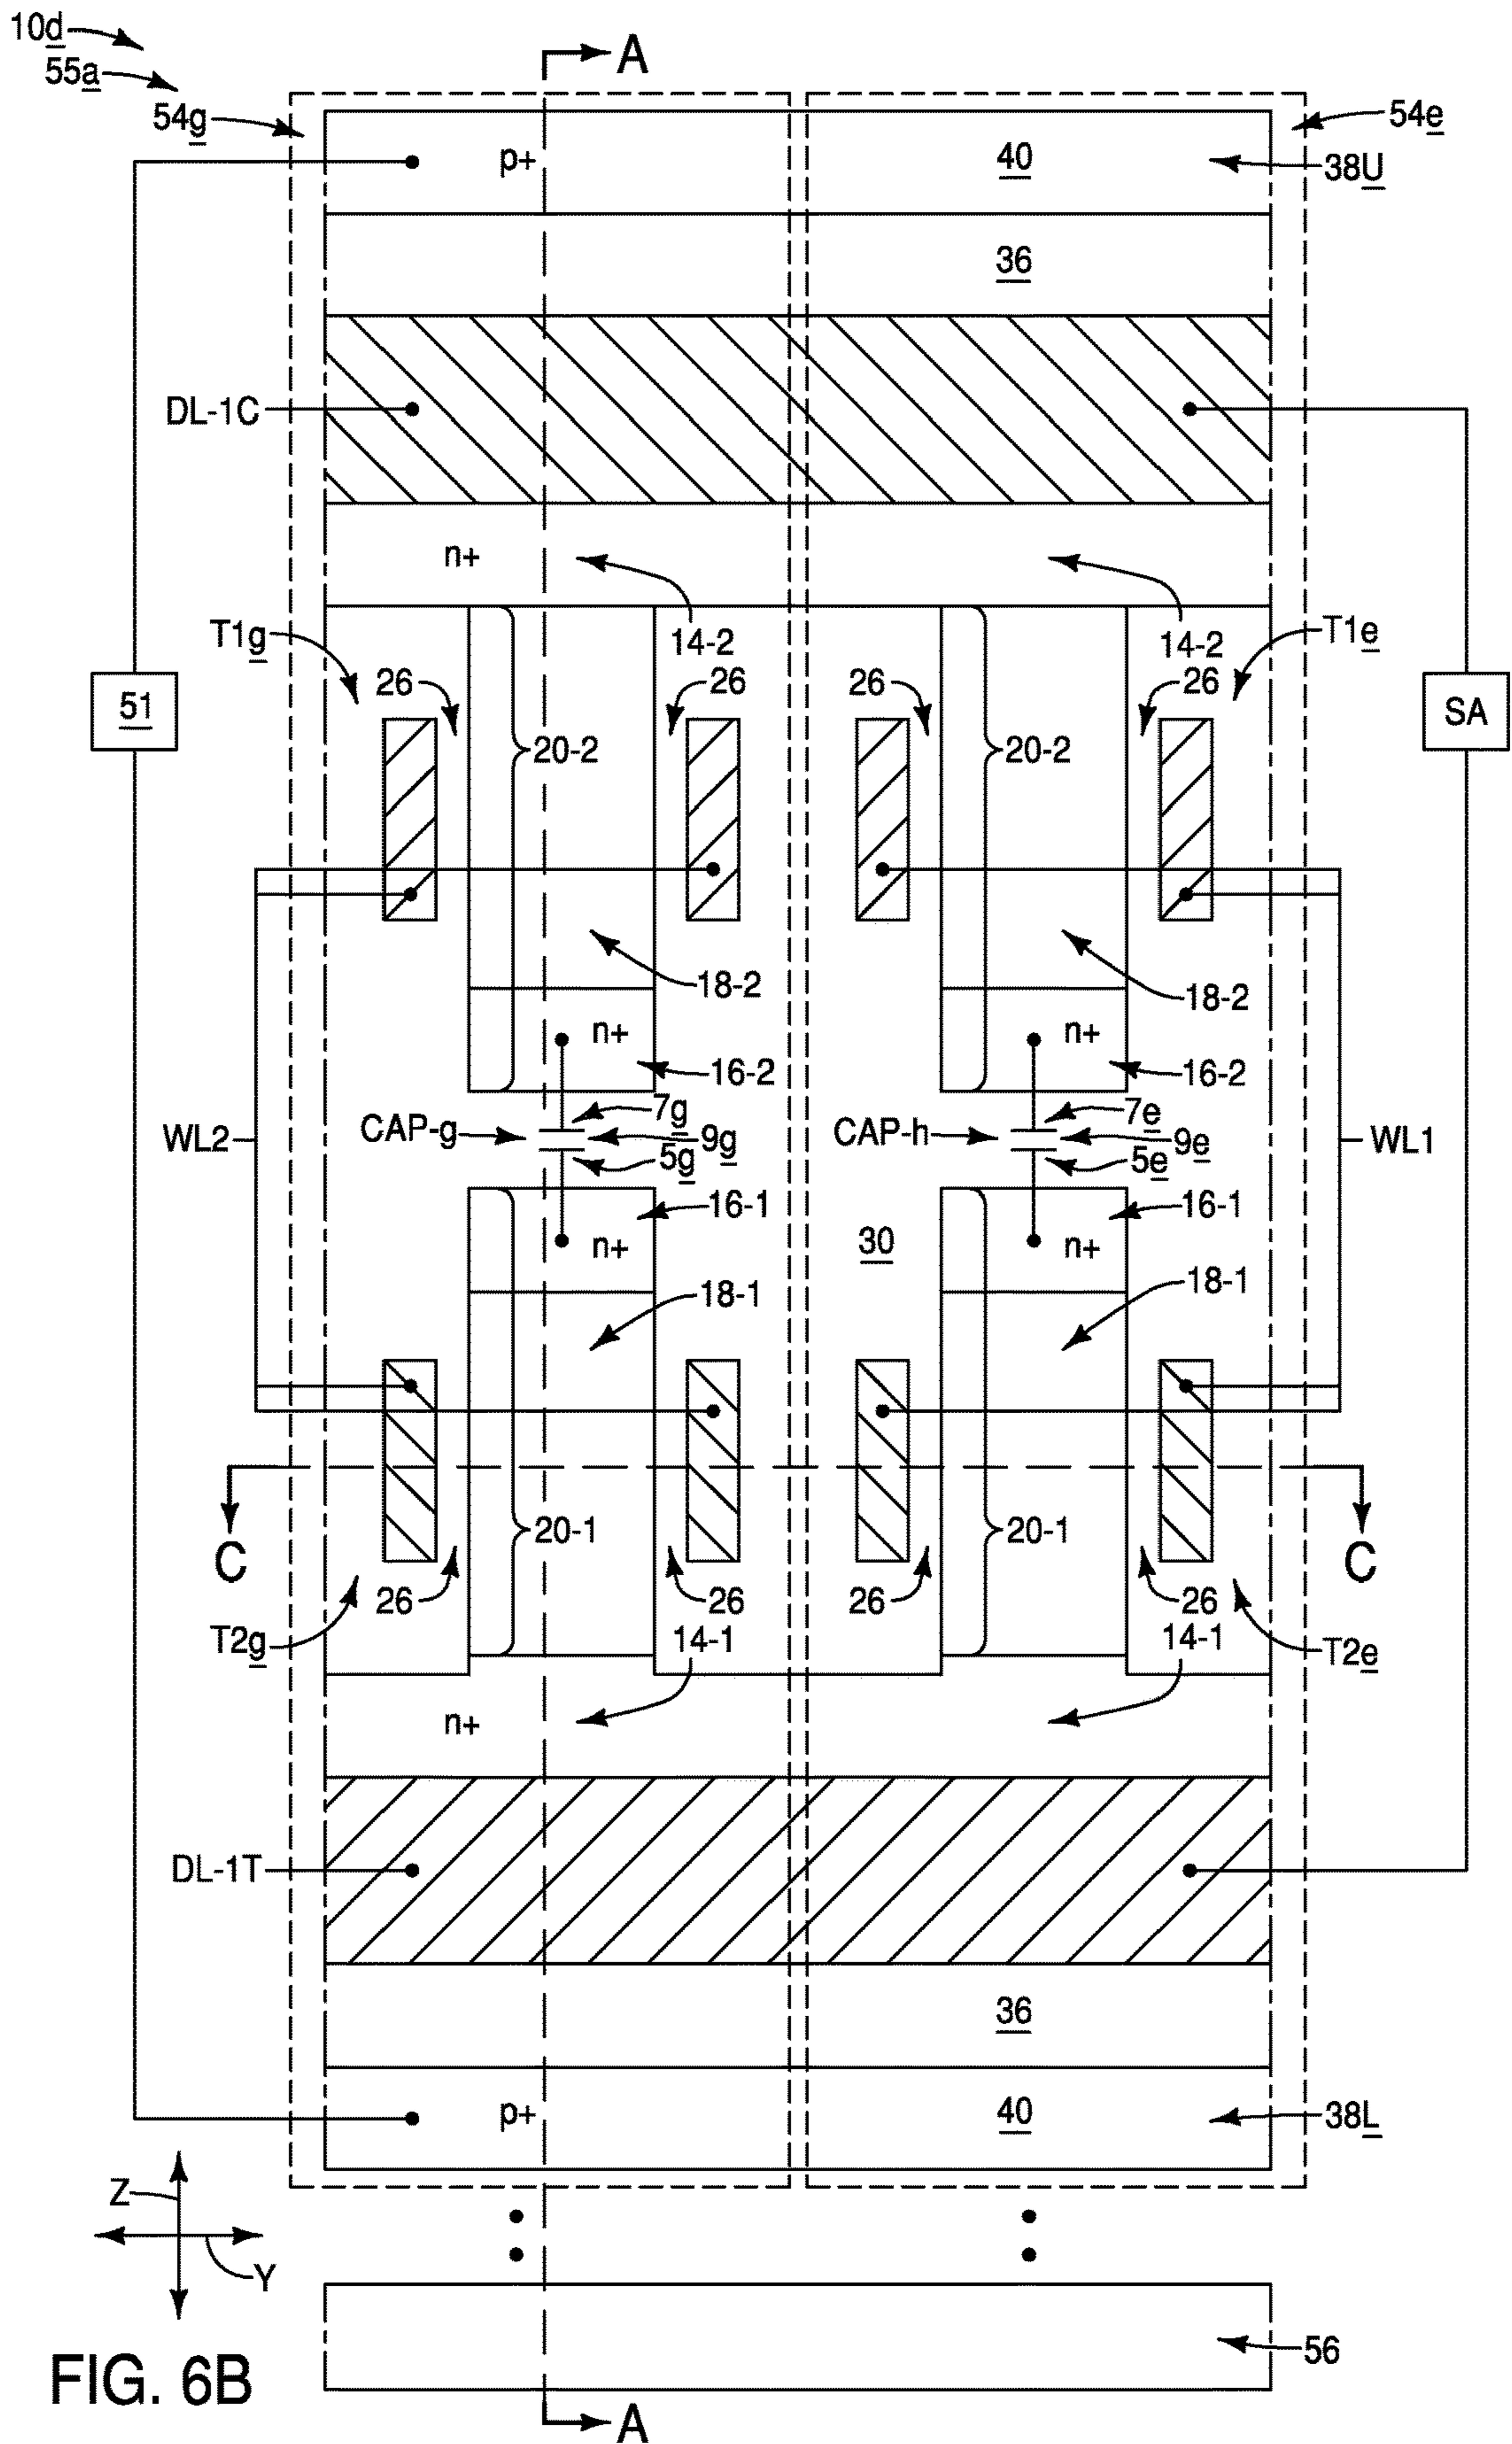 10d
A
55a
54g
54e
p+
40
38U
36
DL-1C
n+
14-2
14-2
T1g
T1e
26
26
26
26
51
SA
20-2
20-2
18-2
18-2
n+
n+
16-2
16-2
7g
7e
CAP-g
9g
CAP-h
9e
WL2
WL1
5g
5e
16-1
16-1
n+
30
n+
18-1
18-1
20-1
20-1
C
C
26
26
26
26
T2g
14-1
14-1
T2e
n+
DL-1T
36
p+
40
38L
Z
Y
56
FIG. 6B
A